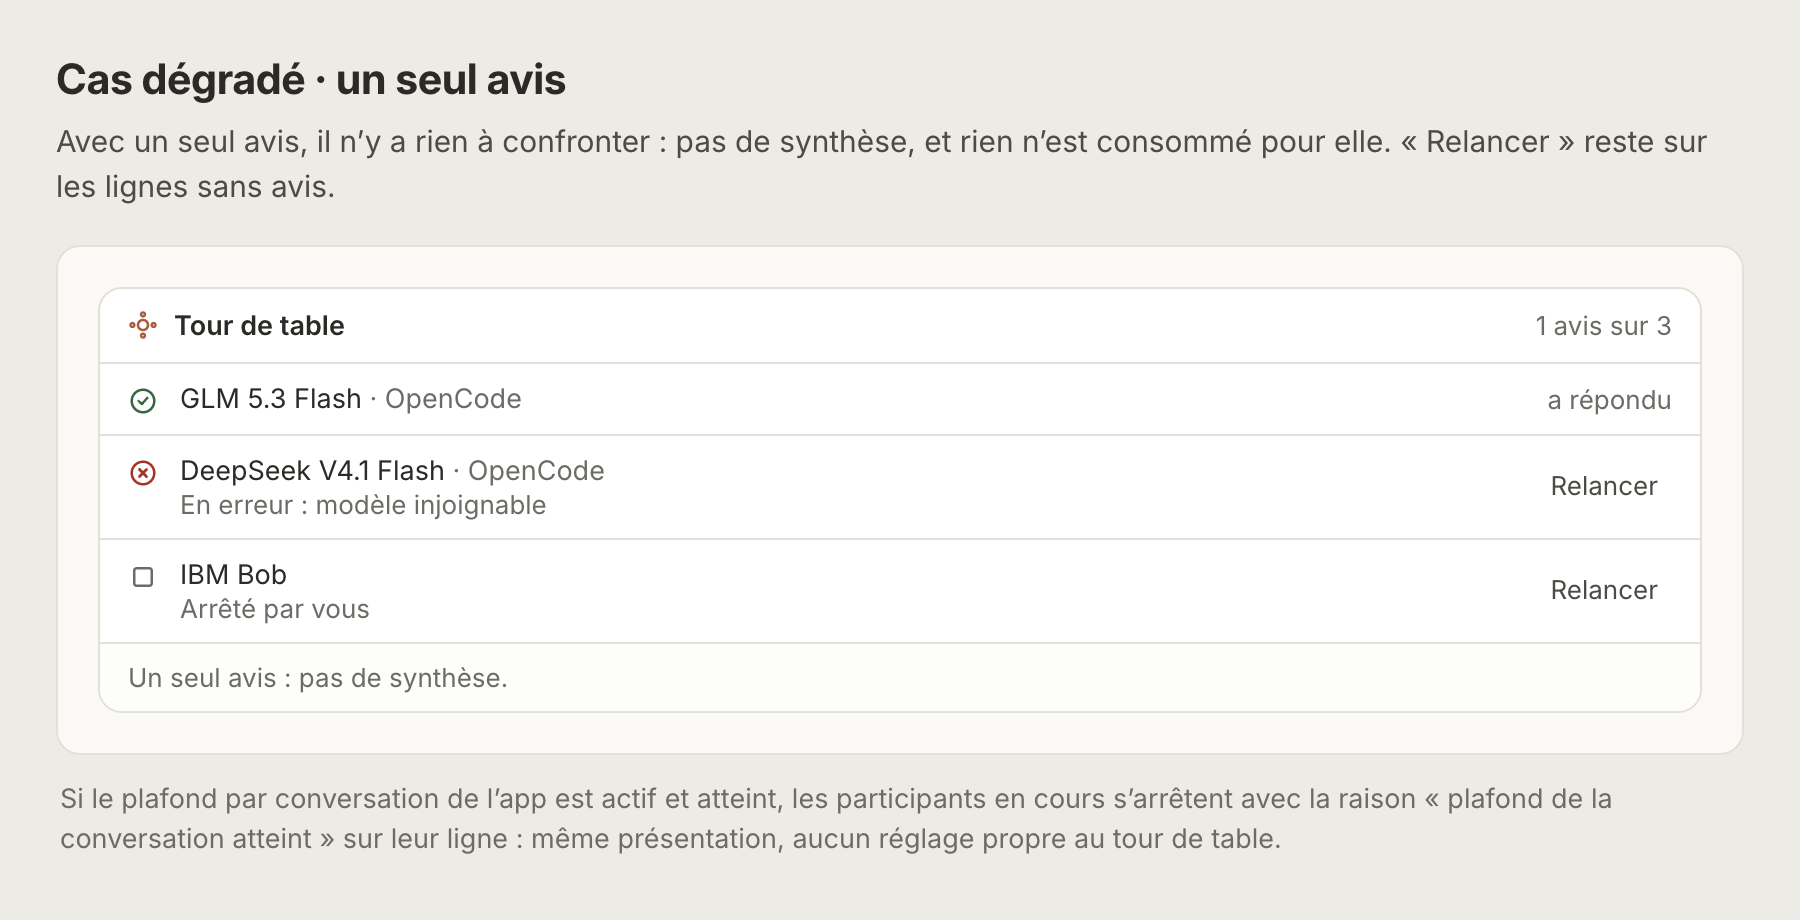 Cas dégradé · un seul avis
Avec un seul avis, il n’y a rien à confronter : pas de synthèse, et rien n’est consommé pour elle. « Relancer » reste sur
les lignes sans avis.
Tour de table
1 avis sur 3
GLM 5.3 Flash · OpenCode
a répondu
DeepSeek V4.1 Flash · OpenCode
En erreur : modèle injoignable
Relancer
IBM Bob
Arrêté par vous
Relancer
Un seul avis : pas de synthèse.
Si le plafond par conversation de l’app est actif et atteint, les participants en cours s’arrêtent avec la raison « plafond de la
conversation atteint » sur leur ligne : même présentation, aucun réglage propre au tour de table.